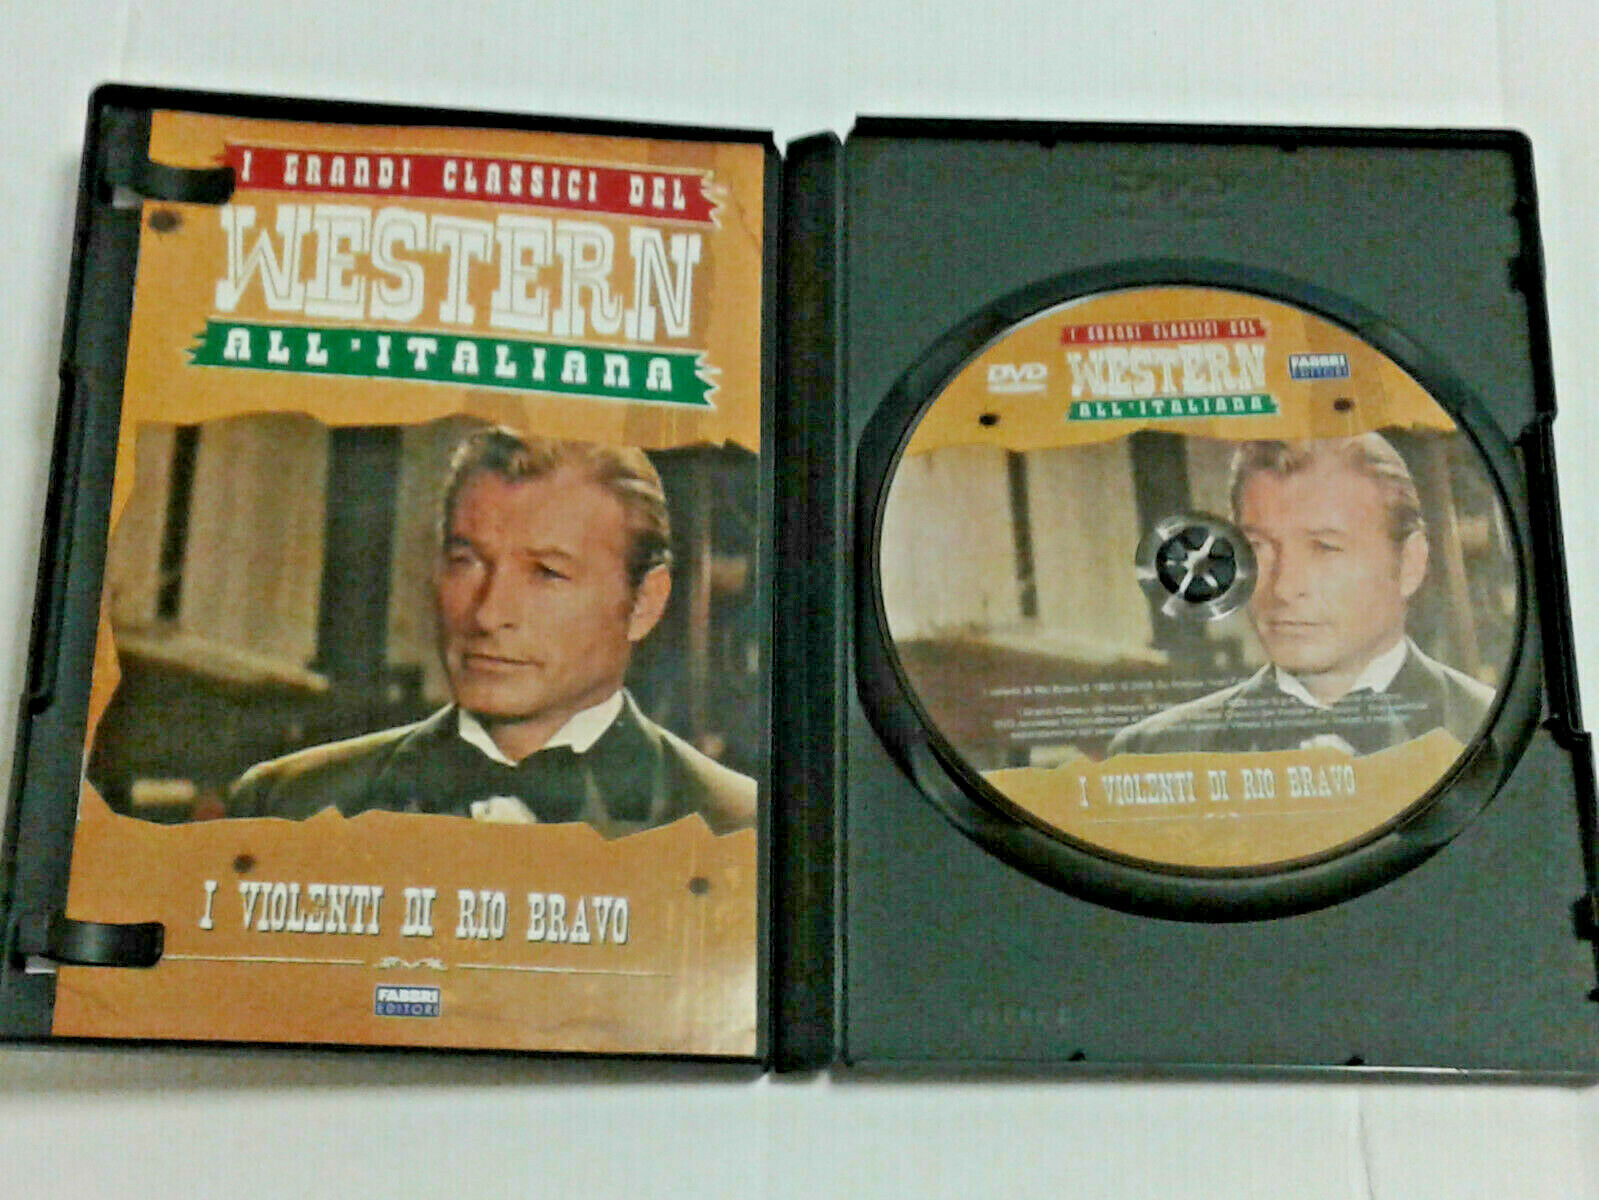 I GRANDI CLASSICI DEL
WESTERN
ALL'ITALIANA
I VIOLENTI DI RIO BRAVO
FABBRI
EDITORI
DVD
I GRANDI CLASSICI DEL
WESTERN
ALL'ITALIANA
FABBRI
EDITORI
I VIOLENTI DI RIO BRAVO